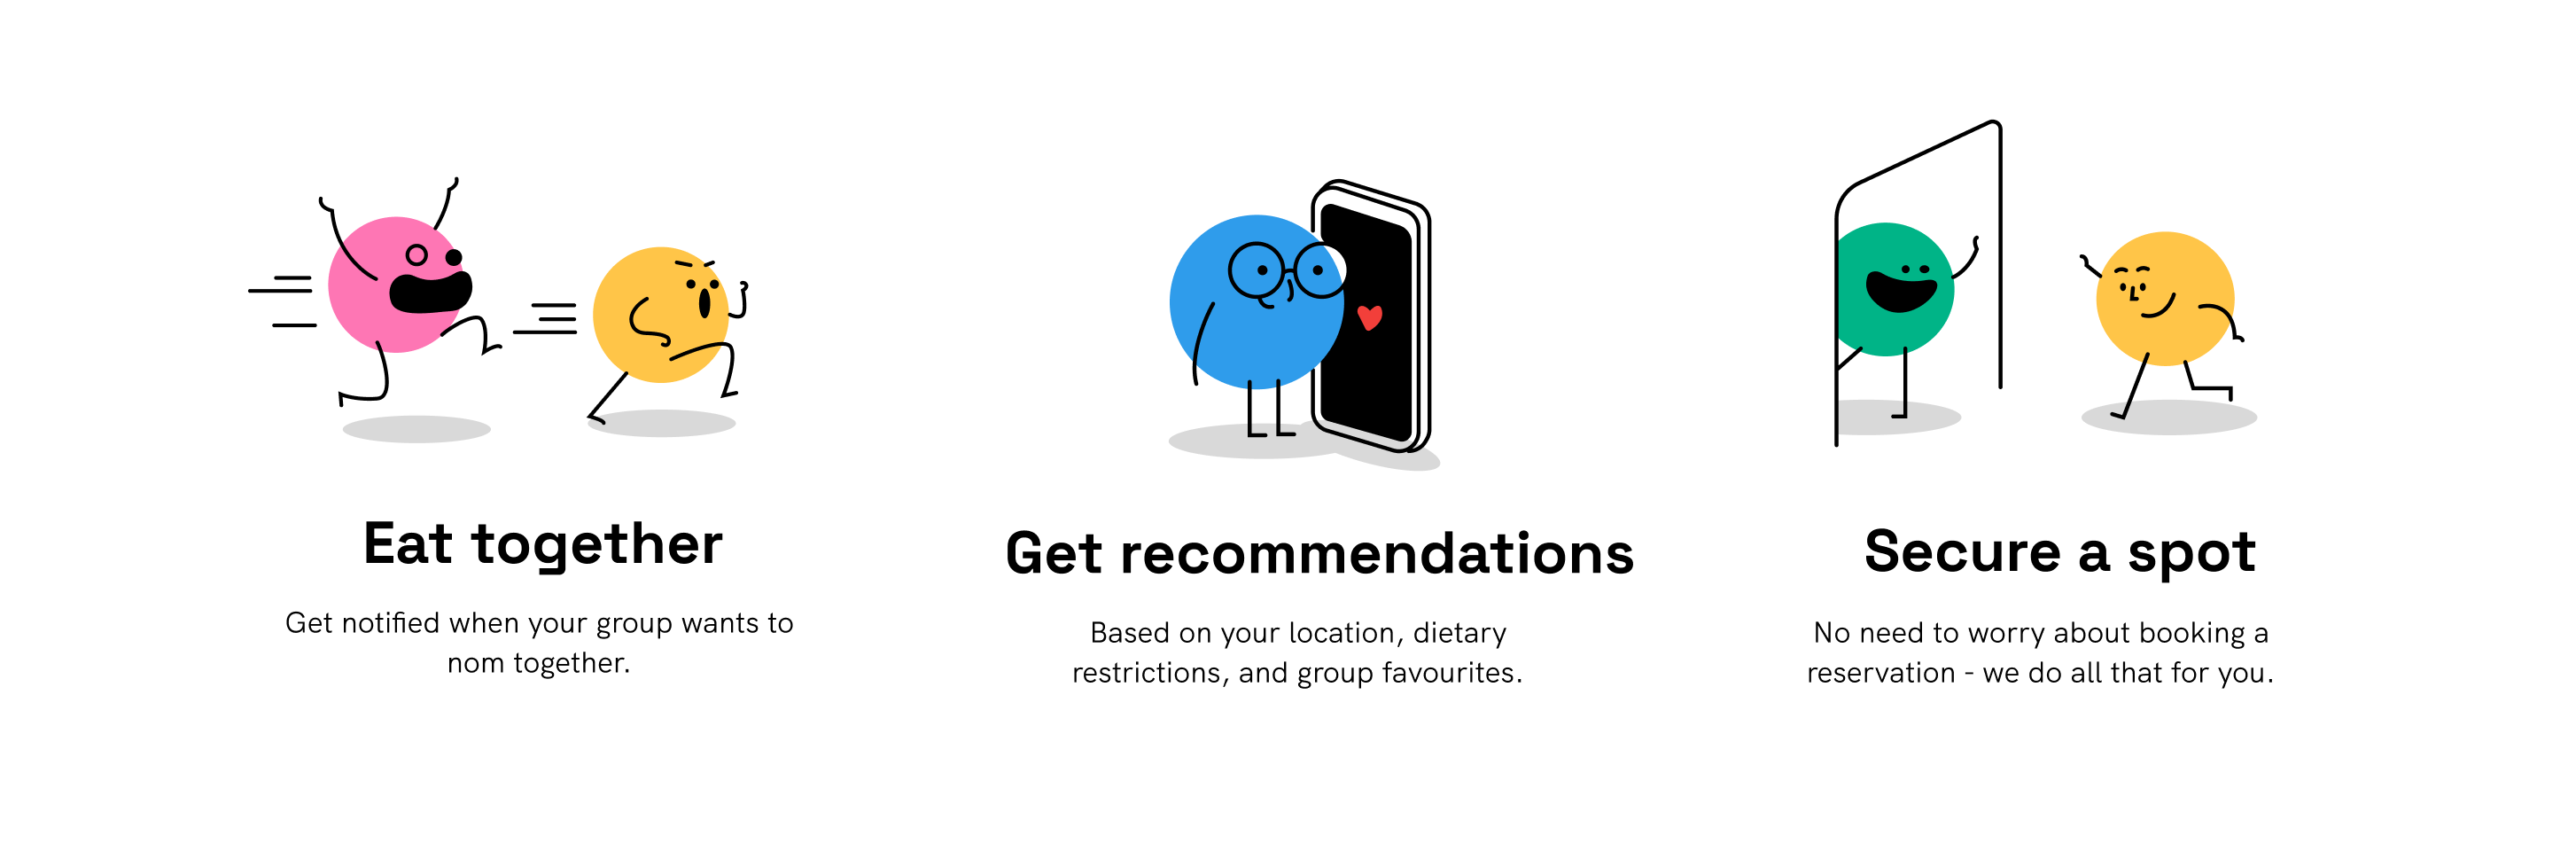 Eat together
Get notified when your group wants to
nom together.
Get recommendations
Based on your location, dietary
restrictions, and group favourites.
Secure a spot
No need to worry about booking a
reservation - we do all that for you.